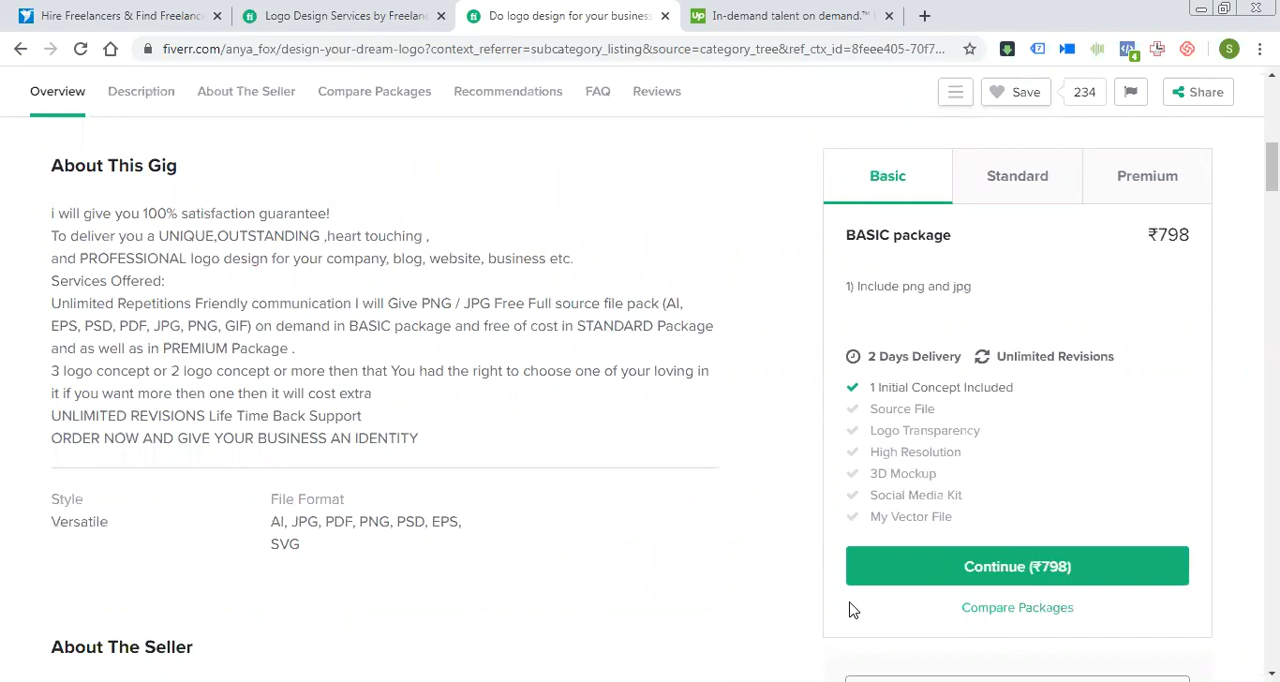 Hire Freelancers & Find Freelanc
Logo Design Services by Freelan
Do logo design for your busines
In-demand talent on demand.™ U
fiverr.com/anya_fox/design-your-dream-logo?context_referrer=subcategory_listing&source=category_tree&ref_ctx_id=8feee405-70f7...
7
4
S
Overview
Description
About The Seller
Compare Packages
Recommendations
FAQ
Reviews
Save
234
Share
About This Gig
i will give you 100% satisfaction guarantee!
To deliver you a UNIQUE,OUTSTANDING ,heart touching ,
and PROFESSIONAL logo design for your company, blog, website, business etc.
Services Offered:
Unlimited Repetitions Friendly communication I will Give PNG / JPG Free Full source file pack (AI,
EPS, PSD, PDF, JPG, PNG, GIF) on demand in BASIC package and free of cost in STANDARD Package
and as well as in PREMIUM Package .
3 logo concept or 2 logo concept or more then that You had the right to choose one of your loving in
it if you want more then one then it will cost extra
UNLIMITED REVISIONS Life Time Back Support
ORDER NOW AND GIVE YOUR BUSINESS AN IDENTITY
Style
File Format
Versatile
AI, JPG, PDF, PNG, PSD, EPS,
SVG
About The Seller
Basic
Standard
Premium
BASIC package
₹798
1) Include png and jpg
2 Days Delivery
Unlimited Revisions
1 Initial Concept Included
Source File
Logo Transparency
High Resolution
3D Mockup
Social Media Kit
My Vector File
Continue (₹798)
Compare Packages